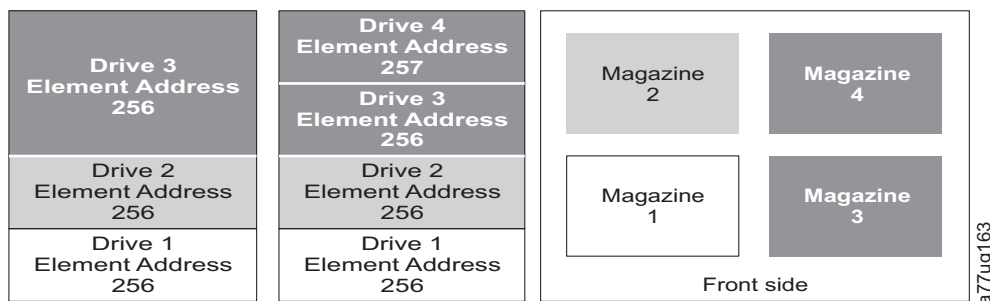 Drive 3
Element Address
256
Drive 2
Element Address
256
Drive 1
Element Address
256
Drive 4
Element Address
257
Drive 3
Element Address
256
Drive 2
Element Address
256
Drive 1
Element Address
256
Magazine
2
Magazine
4
Magazine
1
Magazine
3
Front side
a77ug163